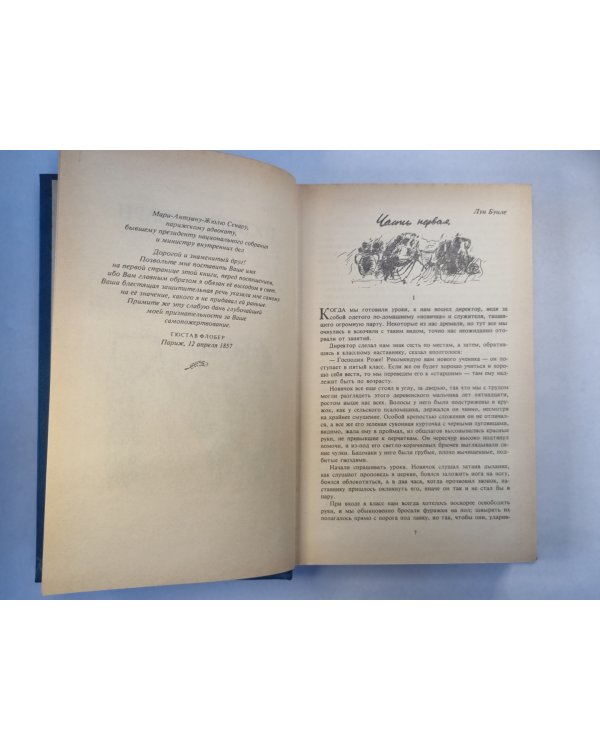 Мари-Антуану-Жюлю Сенару,
парижскому адвокату,
бывшему президенту национального собрания
и министру внутренних дел
Дорогой и знаменитый друг!
Позвольте мне поставить Ваше имя
на первой странице этой книги, перед посвящением,
ибо Вам главным образом я обязан её выходом в свет.
Ваша блестящая защитительная речь указала мне самому
на её значение, какого я не придавал ей раньше.
Примите же эту слабую дань глубочайшей
моей признательности за Ваше
самопожертвование.
ГЮСТАВ ФЛОБЕР
Париж, 12 апреля 1857
Луи Буиле
Часть первая
I
КОГДА мы готовили уроки, к нам вошел директор, ведя за
собой одетого по-домашнему «новичка» и служителя, тащив-
шего огромную парту. Некоторые из нас дремали, но тут все мы
очнулись и вскочили с таким видом, точно нас неожиданно ото-
рвали от занятий.
Директор сделал нам знак сесть по местам, а затем, обратив-
шись к классному наставнику, сказал вполголоса:
— Господин Роже! Рекомендую вам нового ученика — он по-
ступает в пятый класс. Если же он будет хорошо учиться и хоро-
шо себя вести, то мы переведем его к «старшим» — там ему над-
лежит быть по возрасту.
Новичок все еще стоял в углу, за дверью, так что мы с трудом
могли разглядеть этого деревенского мальчика лет пятнадцати,
ростом выше нас всех. Волосы у него были подстрижены в кру-
жок, как у сельского псаломщика, держался он чинно, несмотря
на крайнее смущение. Особой крепостью сложения он не отличал-
ся, а все же его зеленая суконная курточка с черными пуговицами,
видимо, жала ему в проймах, из обшлагов высовывались красные
руки, не привыкшие к перчаткам. Он чересчур высоко подтянул
помочи, и из-под его светло-коричневых брючек выглядывали си-
ние чулки. Башмаки у него были грубые, плохо вычищенные, под-
битые гвоздями.
Начали спрашивать уроки. Новичок слушал затаив дыхание,
как слушают проповедь в церкви, боялся заложить нога на ногу,
боялся облокотиться, а в два часа, когда прозвонил звонок, на-
ставнику пришлось окликнуть его, иначе он так и не стал бы в
пару.
При входе в класс нам всегда хотелось поскорее освободить
руки, и мы обыкновенно бросали фуражки на пол; швырять их
полагалось прямо с порога под лавку, но так, чтобы они, ударив-
7